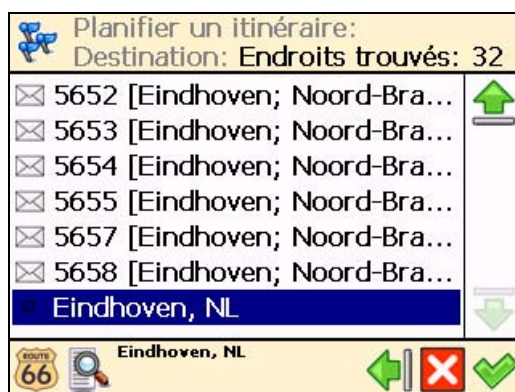 Planifier un itinéraire:
Destination: Endroits trouvés: 32
5652 [Eindhoven; Noord-Bra...
5653 [Eindhoven; Noord-Bra...
5654 [Eindhoven; Noord-Bra...
5655 [Eindhoven; Noord-Bra...
5657 [Eindhoven; Noord-Bra...
5658 [Eindhoven; Noord-Bra...
Eindhoven, NL
ROUTE
66
Eindhoven, NL